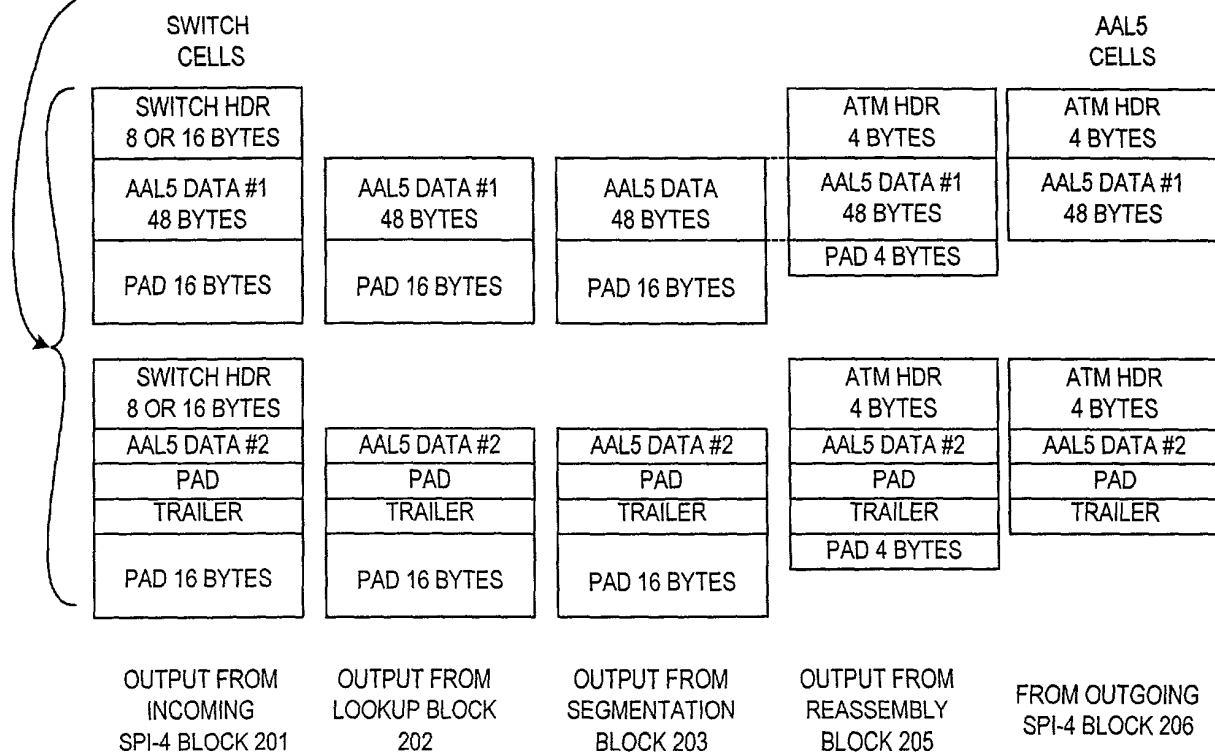 SWITCH
CELLS
AAL5
CELLS
SWITCH HDR
8 OR 16 BYTES
AAL5 DATA #1
48 BYTES
PAD 16 BYTES
AAL5 DATA #1
48 BYTES
PAD 16 BYTES
AAL5 DATA
48 BYTES
PAD 16 BYTES
ATM HDR
4 BYTES
AAL5 DATA #1
48 BYTES
PAD 4 BYTES
ATM HDR
4 BYTES
AAL5 DATA #1
48 BYTES
SWITCH HDR
8 OR 16 BYTES
AAL5 DATA #2
PAD
TRAILER
PAD 16 BYTES
AAL5 DATA #2
PAD
TRAILER
PAD 16 BYTES
AAL5 DATA #2
PAD
TRAILER
PAD 16 BYTES
ATM HDR
4 BYTES
AAL5 DATA #2
PAD
TRAILER
PAD 4 BYTES
ATM HDR
4 BYTES
AAL5 DATA #2
PAD
TRAILER
OUTPUT FROM
INCOMING
SPI-4 BLOCK 201
OUTPUT FROM
LOOKUP BLOCK
202
OUTPUT FROM
SEGMENTATION
BLOCK 203
OUTPUT FROM
REASSEMBLY
BLOCK 205
FROM OUTGOING
SPI-4 BLOCK 206